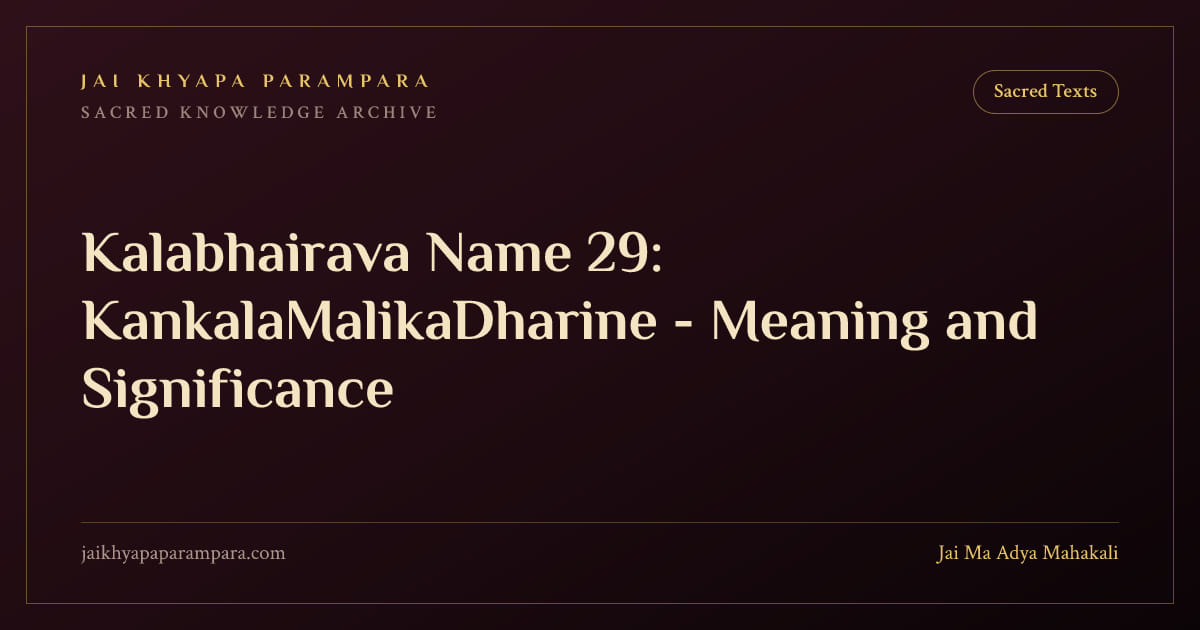 JAI KHYAPA PARAMPARA
SACRED KNOWLEDGE ARCHIVE
Sacred Texts
Kalabhairava Name 29:
KankalaMalikaDharine - Meaning and
Significance
jaikhyapaparampara.com
Jai Ma Adya Mahakali